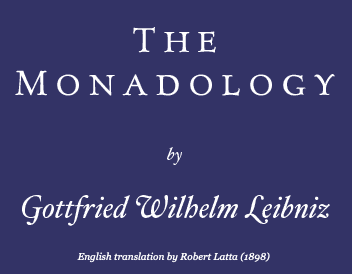 THE
MONADOLOGY
by
Gottfried Wilhelm Leibniz
English translation by Robert Latta (1898)